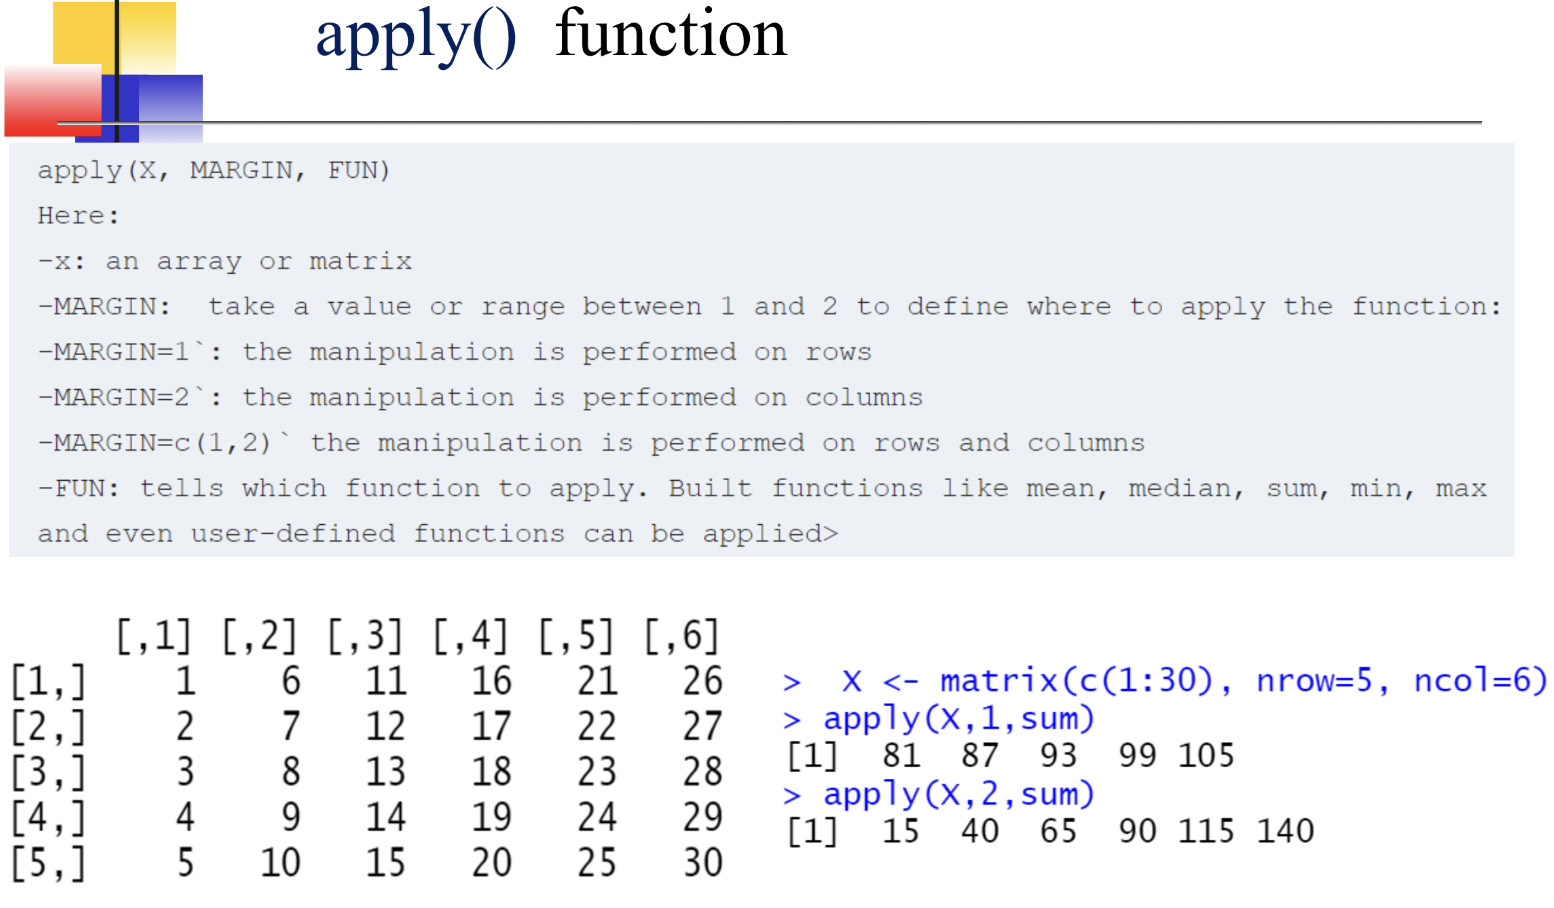 apply() function
apply(X, MARGIN, FUN)
Here:
-x: an array or matrix
-MARGIN:  take a value or range between 1 and 2 to define where to apply the function:
-MARGIN=1`: the manipulation is performed on rows
-MARGIN=2`: the manipulation is performed on columns
-MARGIN=c(1,2)` the manipulation is performed on rows and columns
-FUN: tells which function to apply. Built functions like mean, median, sum, min, max
and even user-defined functions can be applied>
[,1] [,2] [,3] [,4] [,5] [,6]
[1,] 1 6 11 16 21 26
[2,] 2 7 12 17 22 27
[3,] 3 8 13 18 23 28
[4,] 4 9 14 19 24 29
[5,] 5 10 15 20 25 30
>  X <- matrix(c(1:30), nrow=5, ncol=6)
> apply(X,1,sum)
[1]  81  87  93  99 105
> apply(X,2,sum)
[1]  15  40  65  90 115 140